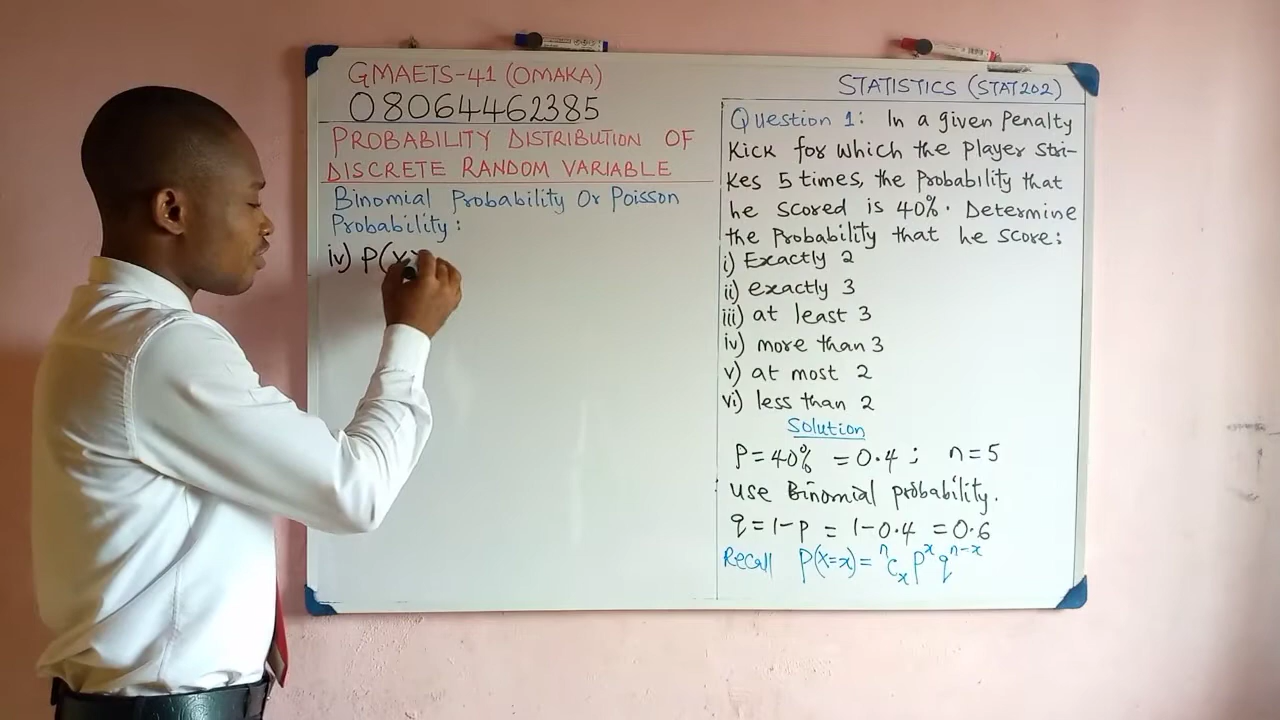 GMAETS-41 (OMAKA)
08064462385
PROBABILITY DISTRIBUTION OF
DISCRETE RANDOM VARIABLE
Binomial Probability Or Poisson
Probability:
iv) P(X>
STATISTICS (STAT202)
Question 1: In a given Penalty
Kick for which the player stri-
kes 5 times, the probability that
he scored is 40%. Determine
the probability that he score:
i) Exactly 2
ii) exactly 3
iii) at least 3
iv) more than 3
v) at most 2
vi) less than 2
Solution
P=40% =0.4; n=5
use Binomial probability.
q=1-p = 1-0.4 =0.6
Recall P(X=x) = ⁿCₓ pˣ qⁿ⁻ˣ